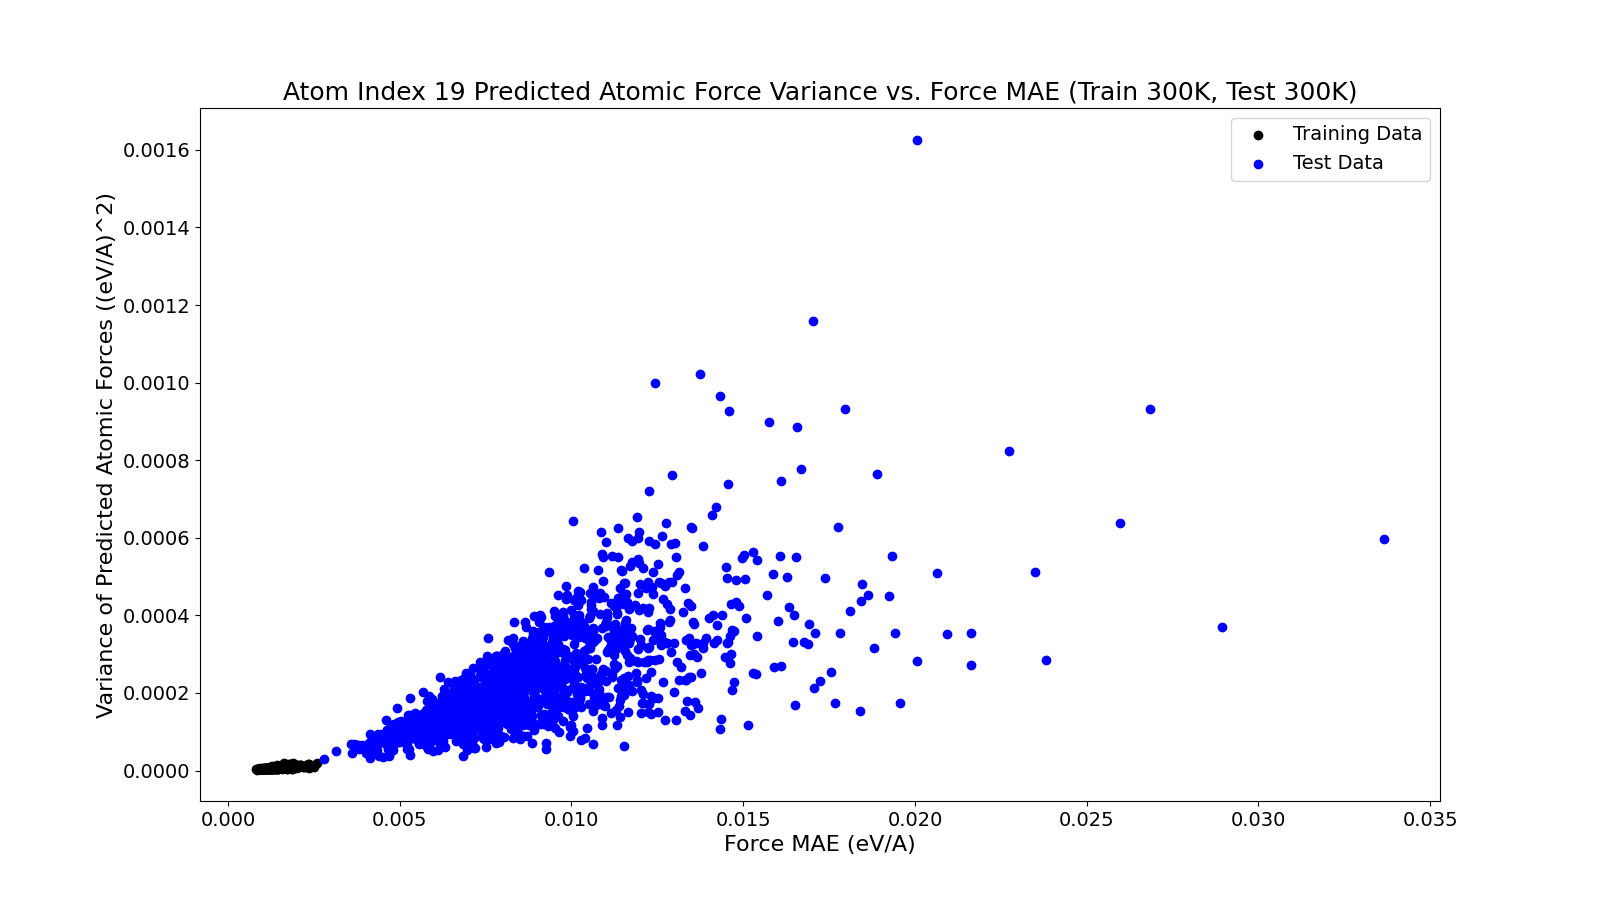 Atom Index 19 Predicted Atomic Force Variance vs. Force MAE (Train 300K, Test 300K)
Training Data
Test Data
Variance of Predicted Atomic Forces ((eV/A)^2)
0.0016
0.0014
0.0012
0.0010
0.0008
0.0006
0.0004
0.0002
0.0000
0.000 0.005 0.010 0.015 0.020 0.025 0.030 0.035
Force MAE (eV/A)